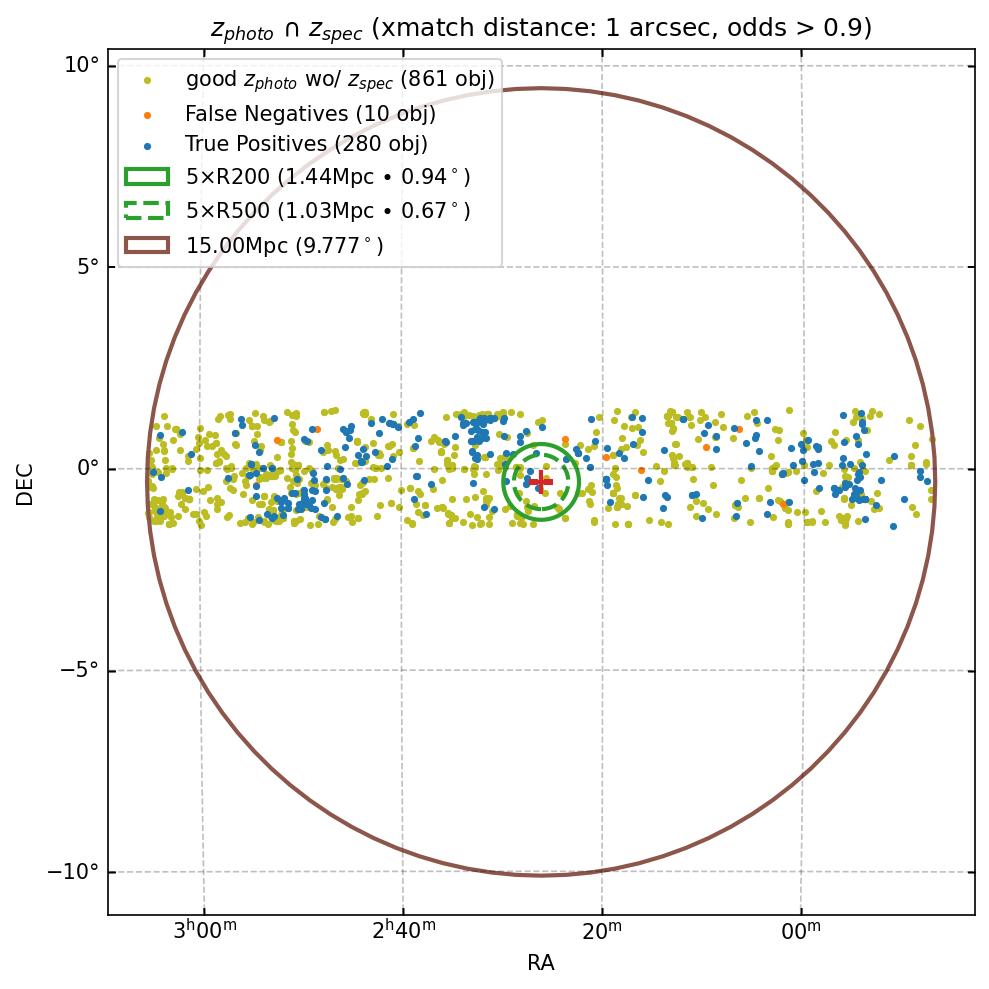 z_photo ∩ z_spec (xmatch distance: 1 arcsec, odds > 0.9)
good z_photo wo/ z_spec (861 obj)
False Negatives (10 obj)
True Positives (280 obj)
5×R200 (1.44Mpc • 0.94°)
5×R500 (1.03Mpc • 0.67°)
15.00Mpc (9.777°)
10°
5°
0°
−5°
−10°
DEC
3h00m
2h40m
20m
00m
RA